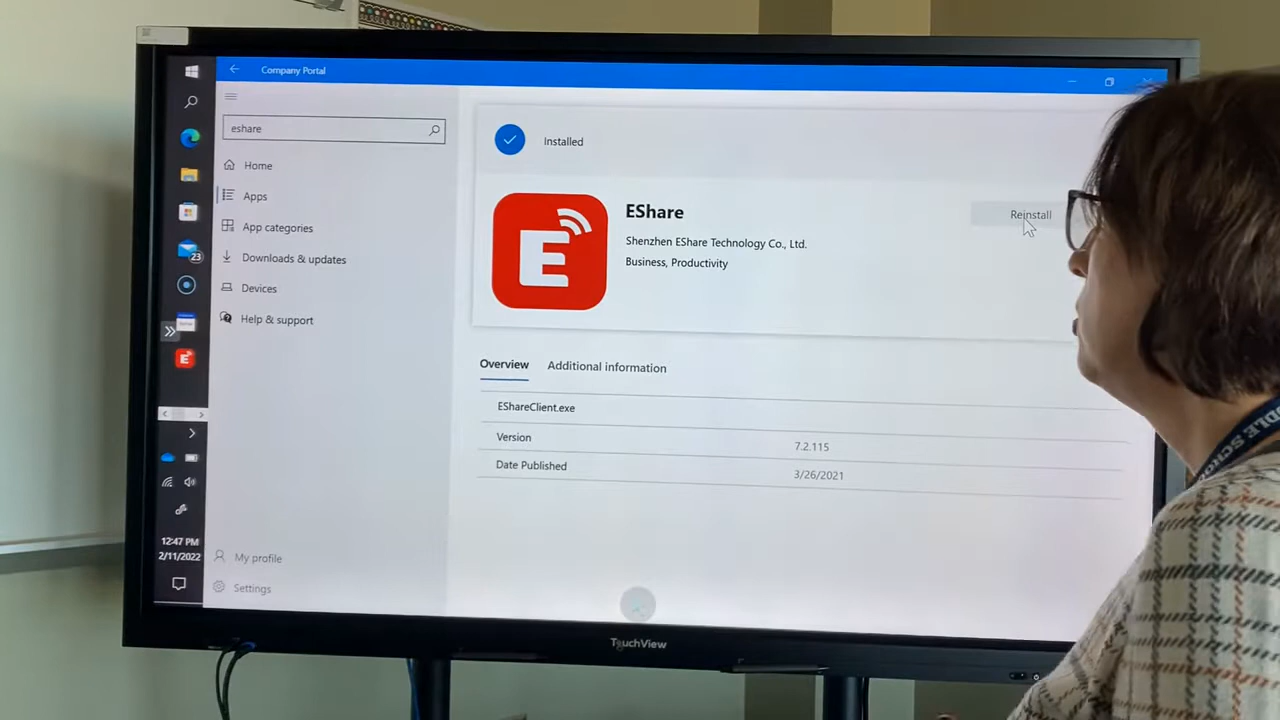 Company Portal
eshare
Home
Apps
App categories
Downloads & updates
Devices
Help & support
My profile
Settings
Installed
E
EShare
Shenzhen EShare Technology Co., Ltd.
Business, Productivity
Reinstall
Overview
Additional information
EShareClient.exe
Version
7.2.115
Date Published
3/26/2021
23
E
12:47 PM
2/11/2022
TouchView
DLE SCHO